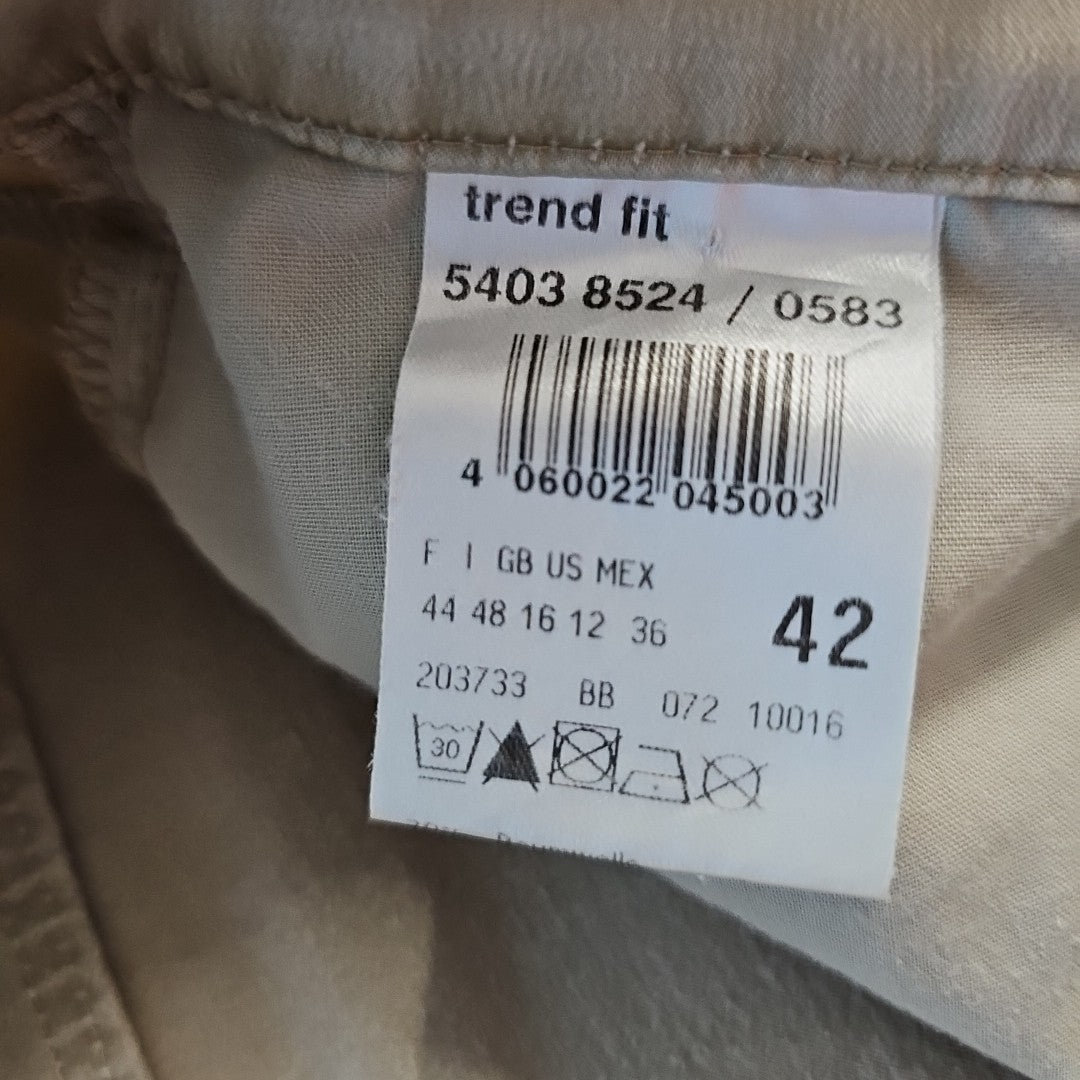 trend fit
5403 8524 / 0583
4 060022 045003
F I GB US MEX
44 48 16 12 36 42
203733 BB 072 10016
30